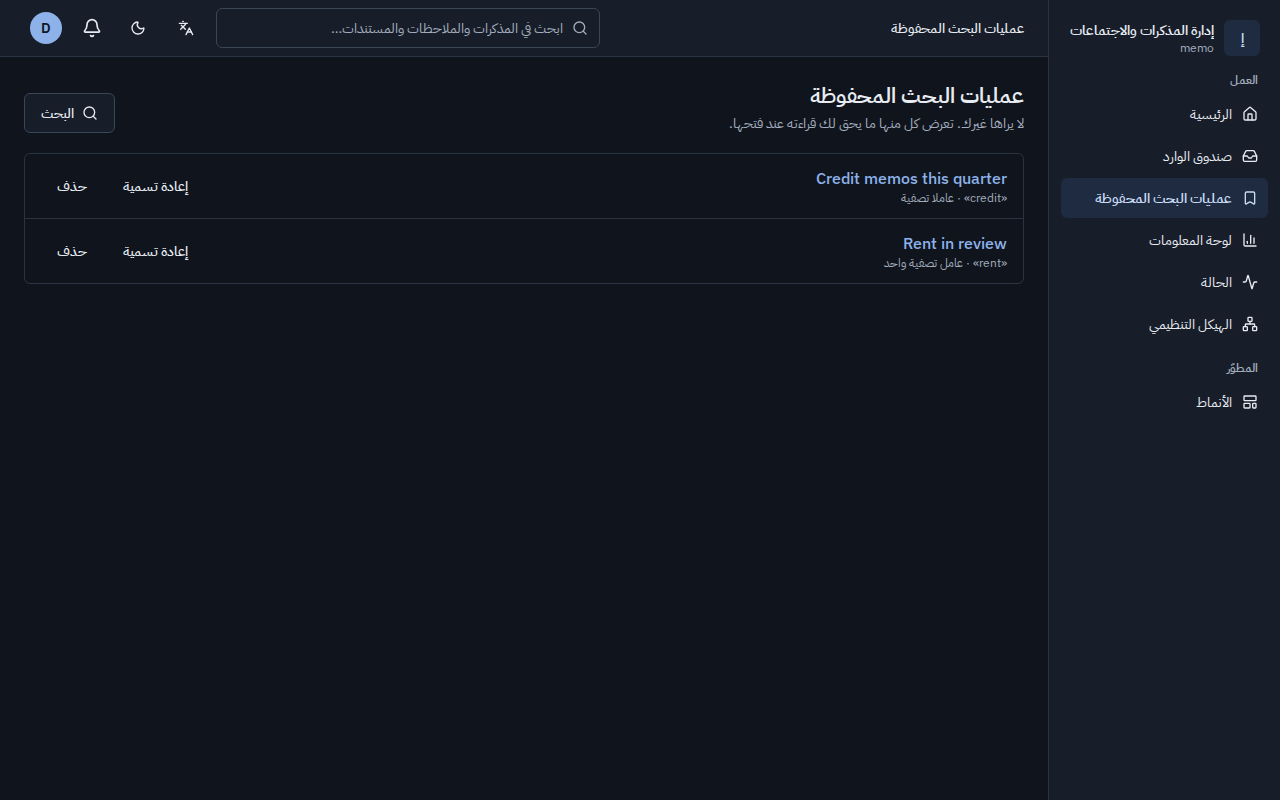 إدارة المذكرات والاجتماعات
memo
إ
العمل
الرئيسية
صندوق الوارد
عمليات البحث المحفوظة
لوحة المعلومات
الحالة
الهيكل التنظيمي
المطوّر
الأنماط
عمليات البحث المحفوظة
ابحث في المذكرات والملاحظات والمستندات...
D
عمليات البحث المحفوظة
لا يراها غيرك. تعرض كل منها ما يحق لك قراءته عند فتحها.
البحث
Credit memos this quarter
«credit» · عاملا تصفية
إعادة تسمية
حذف
Rent in review
«rent» · عامل تصفية واحد
إعادة تسمية
حذف